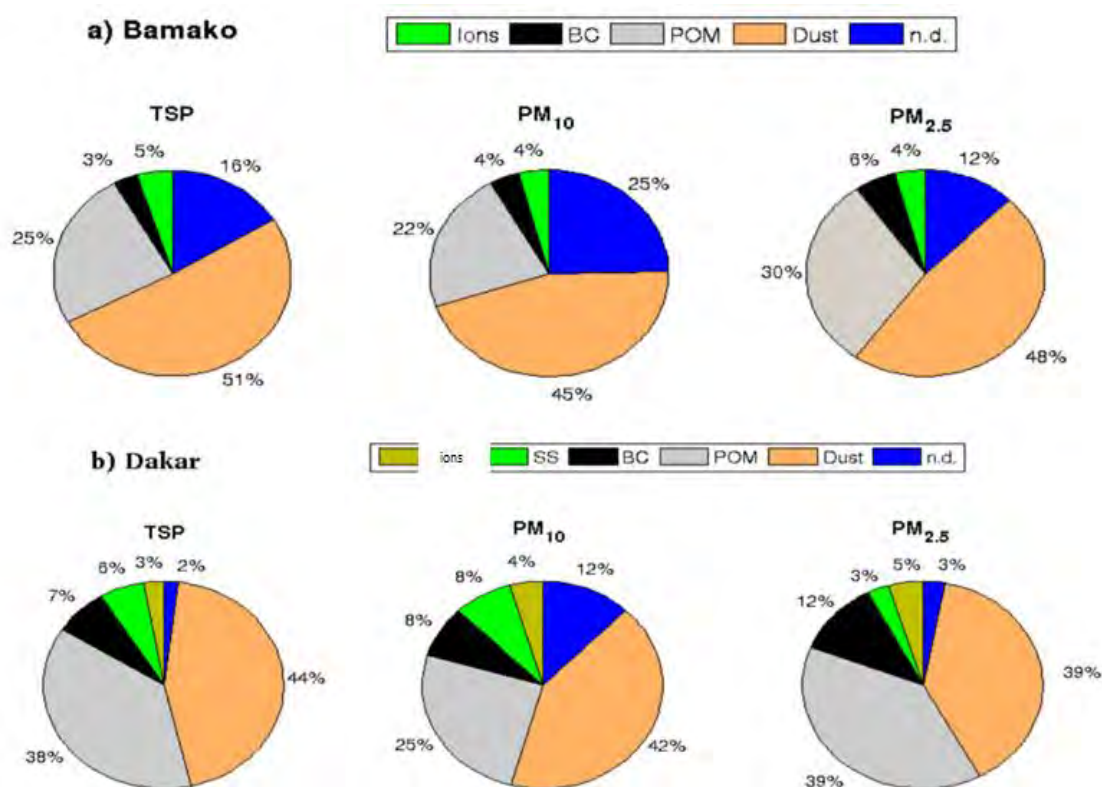 a) Bamako
Ions BC POM Dust n.d.
TSP
3% 5% 16%
25%
51%
PM10
4% 4% 25%
22%
45%
PM2.5
6% 4% 12%
30%
48%
b) Dakar
ions SS BC POM Dust n.d.
TSP
7% 6% 3% 2%
44%
38%
PM10
8% 8% 4% 12%
25%
42%
PM2.5
12% 3% 5% 3%
39%
39%